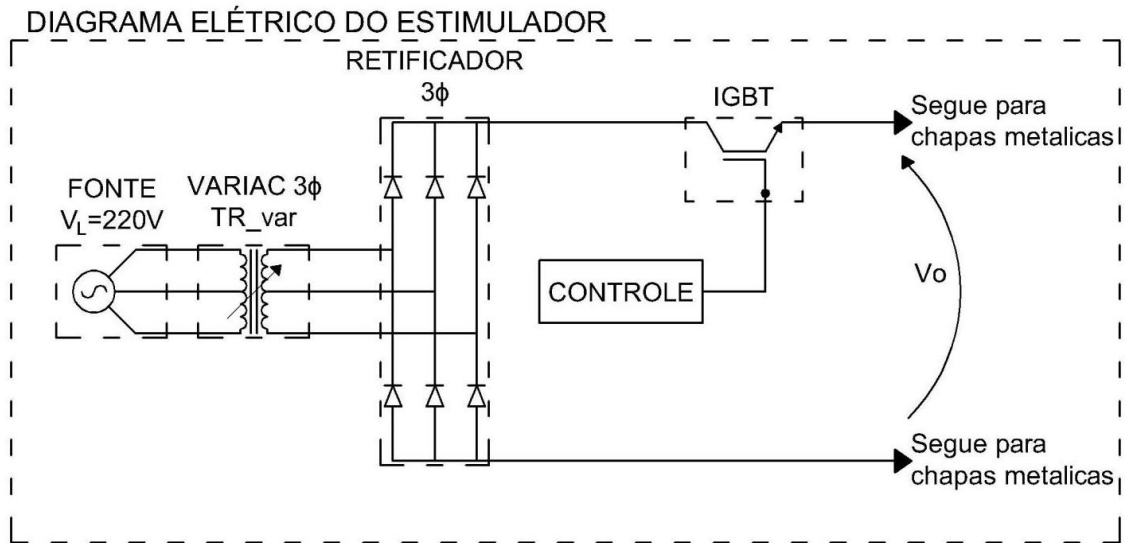 DIAGRAMA ELÉTRICO DO ESTIMULADOR
RETIFICADOR
3ϕ
IGBT
Segue para
chapas metalicas
FONTE
VL=220V
VARIAC 3ϕ
TR_var
CONTROLE
Vo
Segue para
chapas metalicas